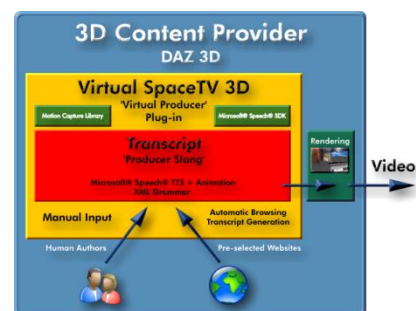 3D Content Provider
DAZ 3D
Virtual SpaceTV 3D
'Virtual Producer'
Plug-in
Motion Capture Library
Microsoft® Speech® SDK
Transcript
'Producer Slang'
Microsoft® Speech® TTS + Animation
XML Grammer
Rendering
Video
Manual Input
Automatic Browsing
Transcript Generation
Human Authors
Pre-selected Websites